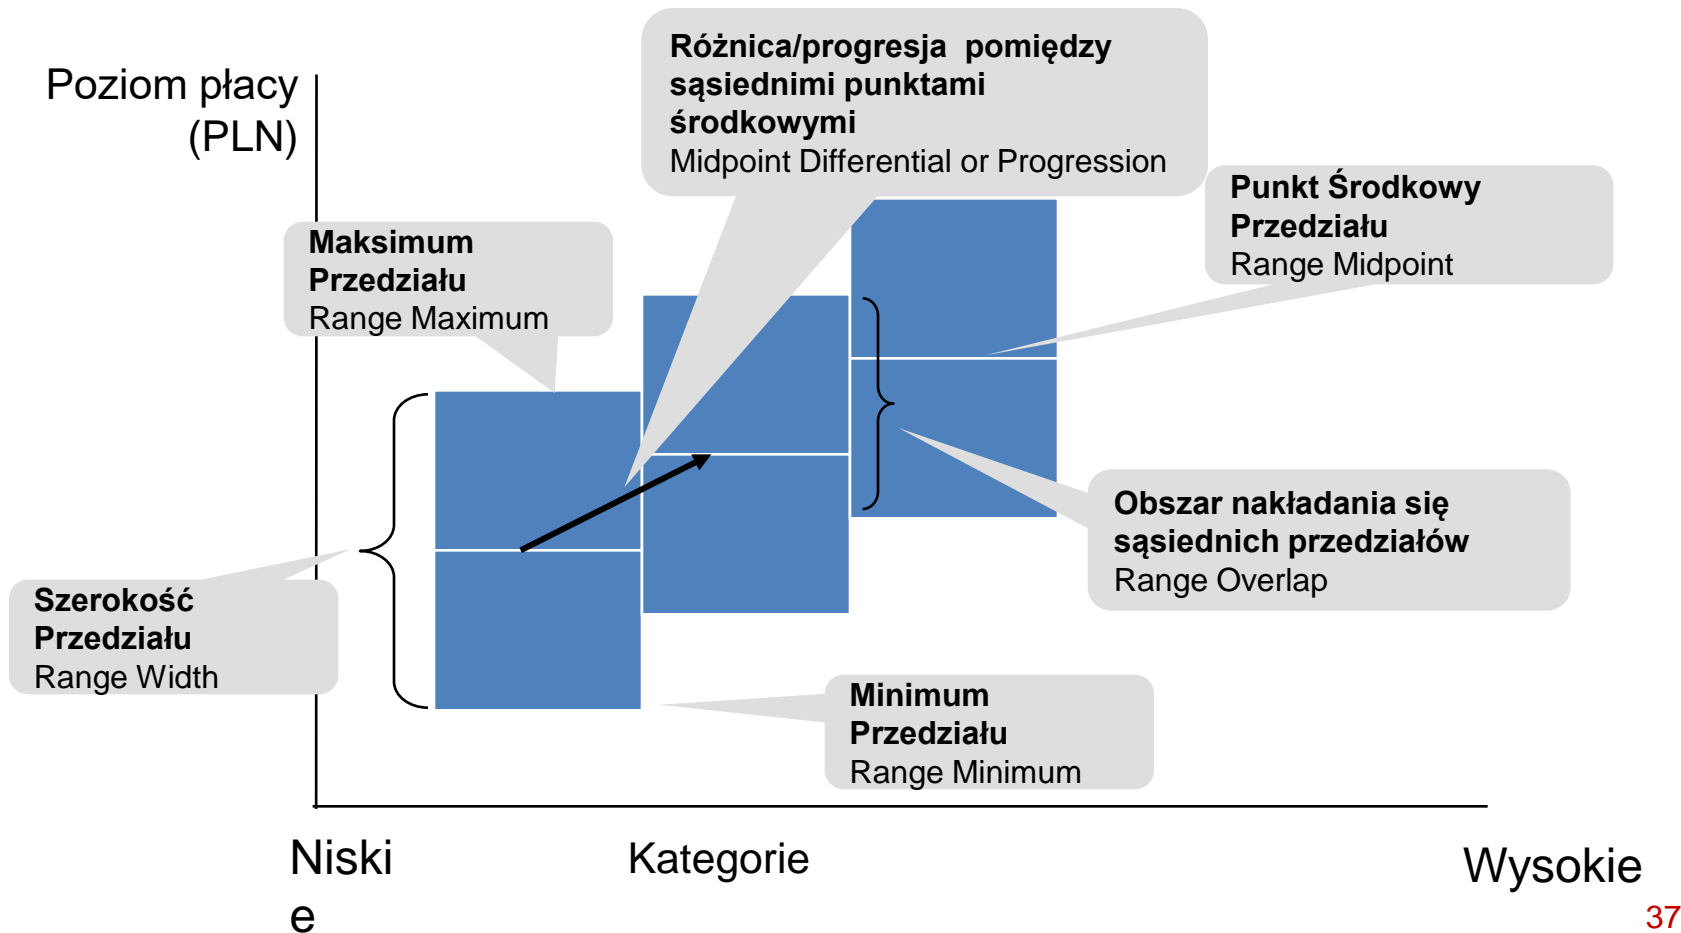 Poziom płacy
(PLN)
Różnica/progresja  pomiędzy
sąsiednimi punktami
środkowymi
Midpoint Differential or Progression
Punkt Środkowy
Przedziału
Range Midpoint
Maksimum
Przedziału
Range Maximum
Obszar nakładania się
sąsiednich przedziałów
Range Overlap
Szerokość
Przedziału
Range Width
Minimum
Przedziału
Range Minimum
Niski
e
Kategorie
Wysokie
37